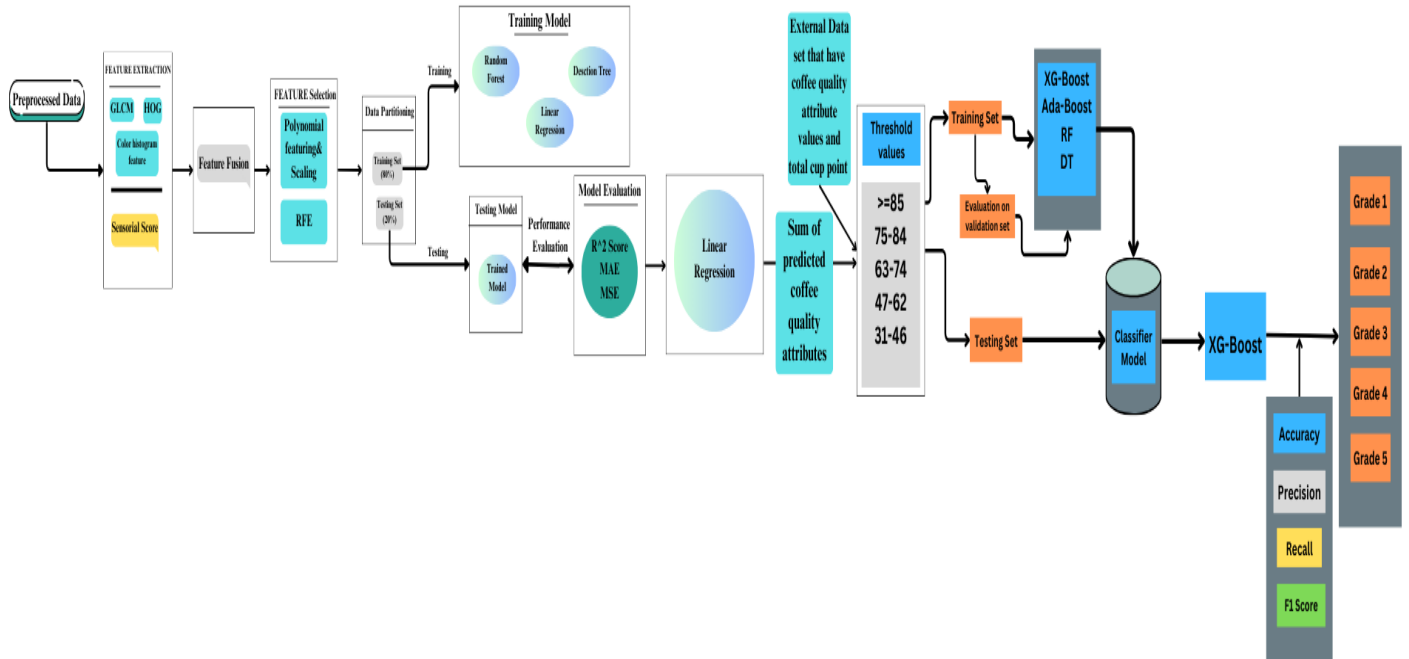 Preprocessed Data
FEATURE EXTRACTION
GLCM
HOG
Color histogram
feature
Sensorial Score
Feature Fusion
FEATURE Selection
Polynomial
featuring&
Scaling
RFE
Data Partitioning
Training Set
(80%)
Testing Set
(20%)
Training
Testing
Training Model
Random
Forest
Desction Tree
Linear
Regression
Testing Model
Trained
Model
Performance
Evaluation
Model Evaluation
R^2 Score
MAE
MSE
Linear
Regression
External Data
set that have
coffee quality
attribute
values and
total cup point
Sum of
predicted
coffee
quality
attributes
Threshold
values
>=85
75-84
63-74
47-62
31-46
Training Set
Evaluation on
validation set
Testing Set
XG-Boost
Ada-Boost
RF
DT
Classifier
Model
XG-Boost
Accuracy
Precision
Recall
F1 Score
Grade 1
Grade 2
Grade 3
Grade 4
Grade 5